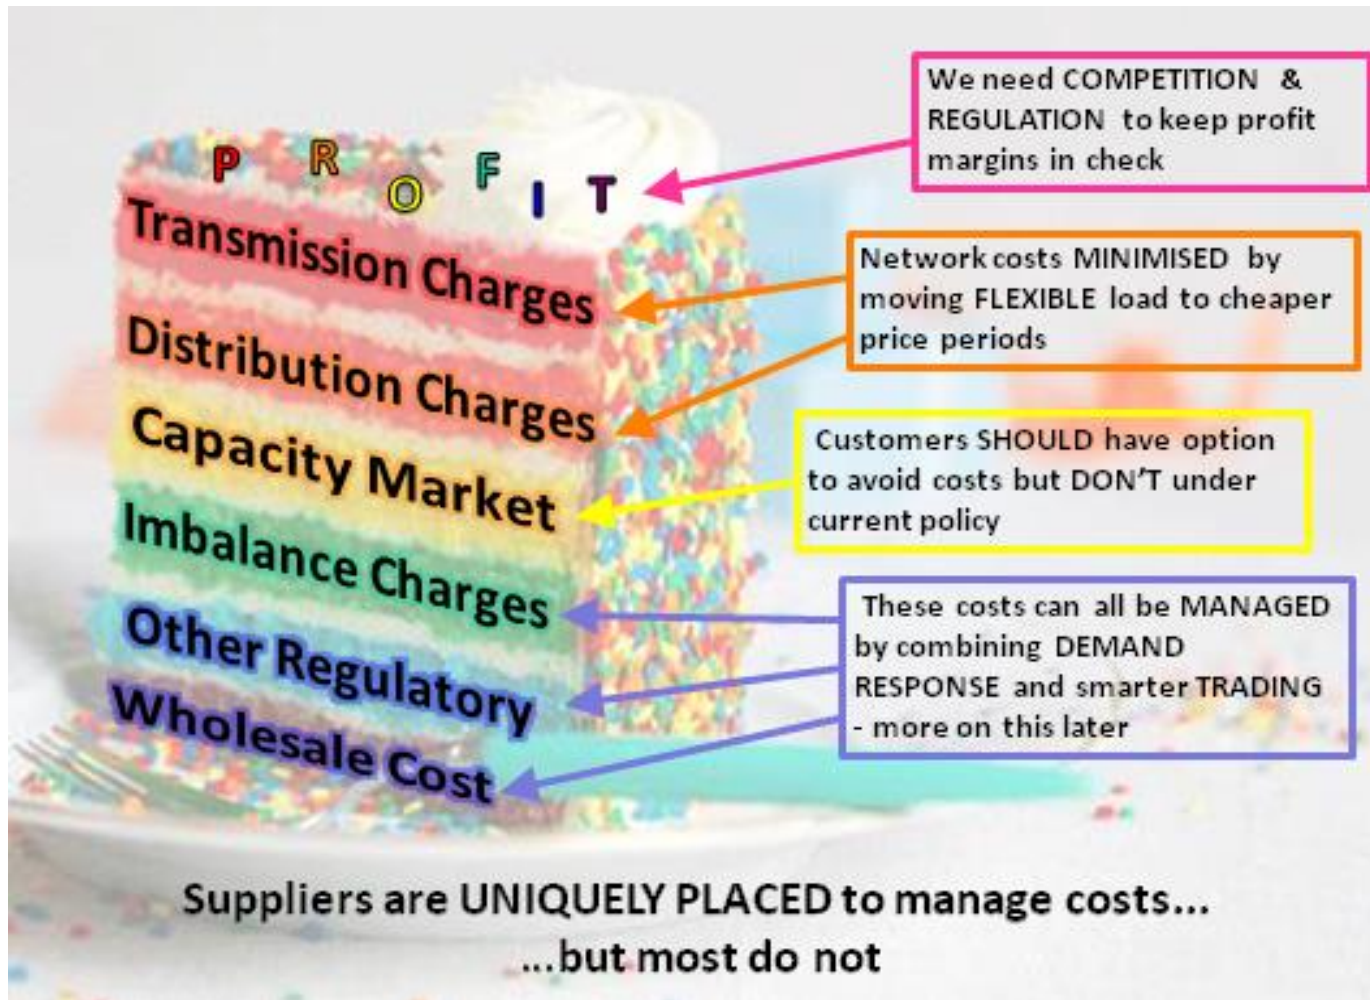 PROFIT
Transmission Charges
Distribution Charges
Capacity Market
Imbalance Charges
Other Regulatory
Wholesale Cost
We need COMPETITION &
REGULATION to keep profit
margins in check
Network costs MINIMISED by
moving FLEXIBLE load to cheaper
price periods
Customers SHOULD have option
to avoid costs but DON'T under
current policy
These costs can all be MANAGED
by combining DEMAND
RESPONSE and smarter TRADING
- more on this later
Suppliers are UNIQUELY PLACED to manage costs...
...but most do not